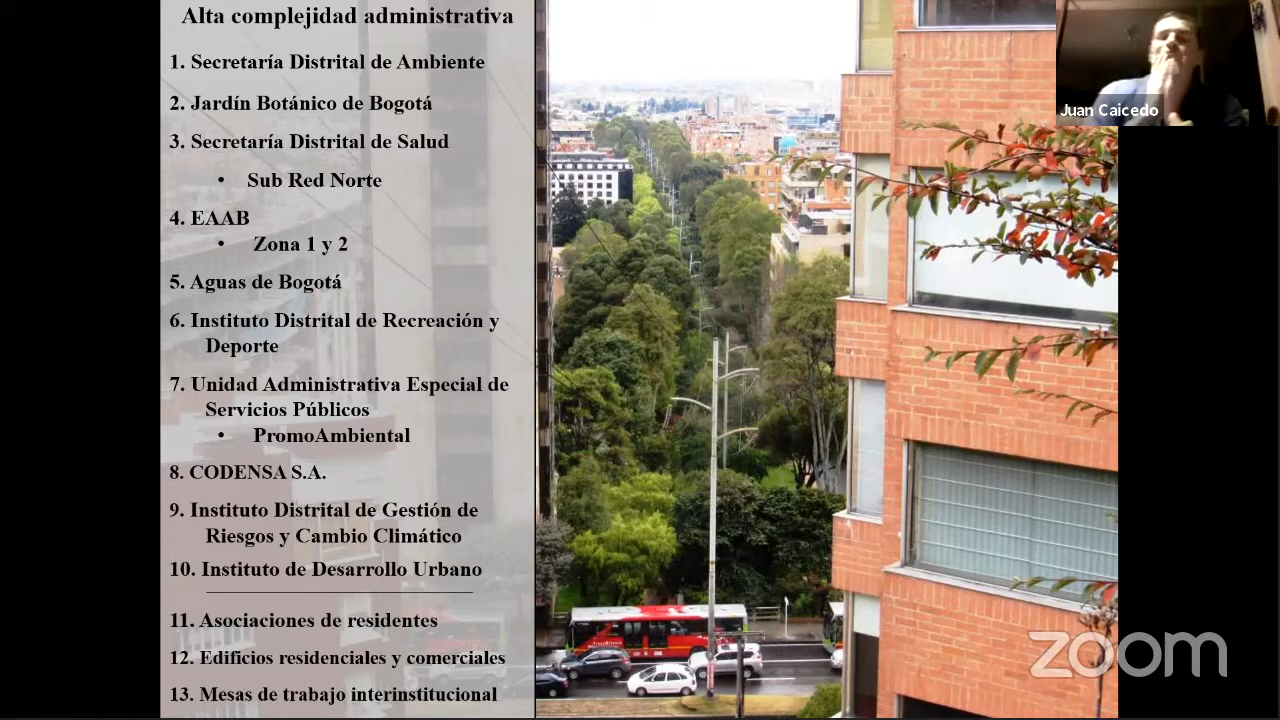 Alta complejidad administrativa
1. Secretaría Distrital de Ambiente
2. Jardín Botánico de Bogotá
3. Secretaría Distrital de Salud
• Sub Red Norte
4. EAAB
• Zona 1 y 2
5. Aguas de Bogotá
6. Instituto Distrital de Recreación y
Deporte
7. Unidad Administrativa Especial de
Servicios Públicos
• PromoAmbiental
8. CODENSA S.A.
9. Instituto Distrital de Gestión de
Riesgos y Cambio Climático
10. Instituto de Desarrollo Urbano
11. Asociaciones de residentes
12. Edificios residenciales y comerciales
13. Mesas de trabajo interinstitucional
Juan Caicedo
zoom